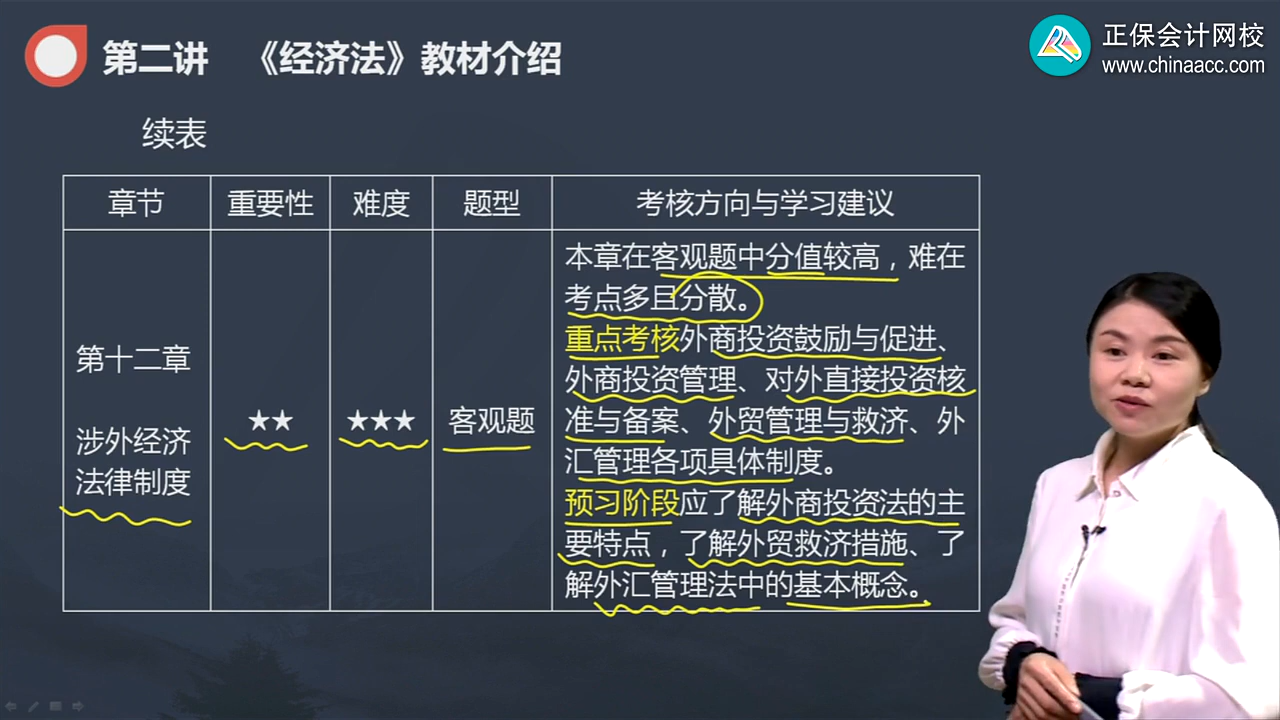 第二讲 《经济法》教材介绍
正保会计网校
www.chinaacc.com
续表
章节 重要性 难度 题型 考核方向与学习建议
第十二章
涉外经济
法律制度
★★
★★★
客观题
本章在客观题中分值较高，难在
考点多且分散。
重点考核外商投资鼓励与促进、
外商投资管理、对外直接投资核
准与备案、外贸管理与救济、外
汇管理各项具体制度。
预习阶段应了解外商投资法的主
要特点，了解外贸救济措施、了
解外汇管理法中的基本概念。